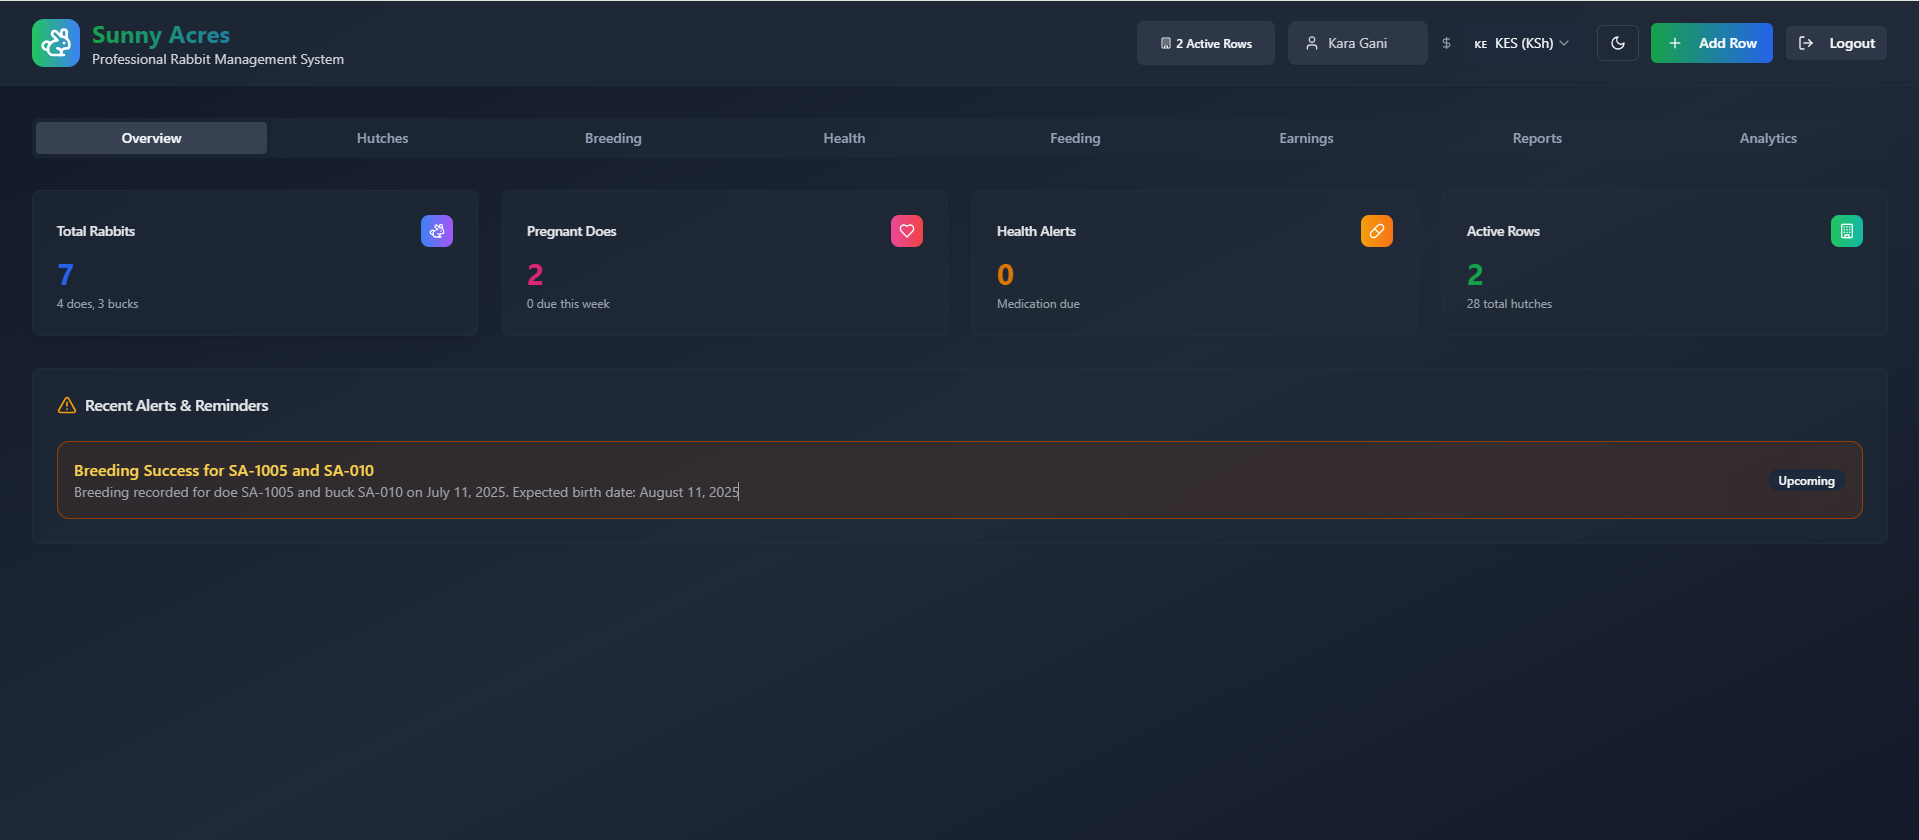 Sunny Acres
Professional Rabbit Management System
2 Active Rows
Kara Gani
$
KE KES (KSh)
Add Row
Logout
Overview
Hutches
Breeding
Health
Feeding
Earnings
Reports
Analytics
Total Rabbits
7
4 does, 3 bucks
Pregnant Does
2
0 due this week
Health Alerts
0
Medication due
Active Rows
2
28 total hutches
Recent Alerts & Reminders
Breeding Success for SA-1005 and SA-010
Breeding recorded for doe SA-1005 and buck SA-010 on July 11, 2025. Expected birth date: August 11, 2025
Upcoming